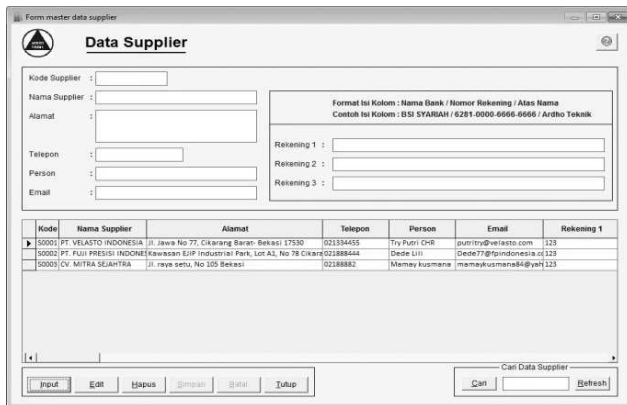 Form master data supplier
Data Supplier
Kode Supplier :
Nama Supplier :
Alamat :
Telepon :
Person :
Email :
Format Isi Kolom : Nama Bank / Nomor Rekening / Atas Nama
Contoh Isi Kolom : BSI SYARIAH / 6281-0000-6666-6666 / Ardho Teknik
Rekening 1 :
Rekening 2 :
Rekening 3 :
Kode Nama Supplier Alamat Telepon Person Email Rekening 1
S0001 PT. VELASTO INDONESIA Jl. Jawa No 77, Cikarang Barat- Bekasi 17530 021334455 Try Putri CHR putritry@velasto.com 123
S0002 PT. FUJI PRESISI INDONES Kawasan EJIP Industrial Park, Lot A1, No 78 Cikara 021888444 Dede Lili Dede77@fpindonesia.c 123
S0003 CV. MITRA SEJAHTRA Jl. raya setu, No 105 Bekasi 02188882 Mamay kusmana mamaykusmana84@yah 123
Input Edit Hapus Simpan Batal Tutup
Cari Data Supplier
Cari Refresh